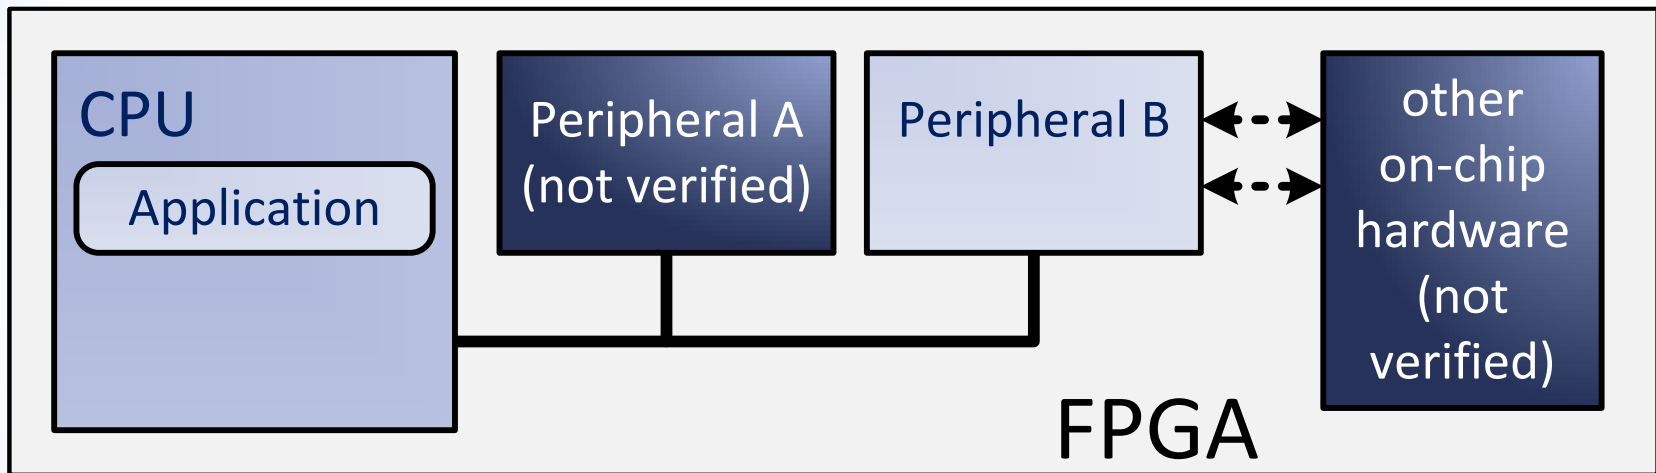 CPU
Application
Peripheral A
(not verified)
Peripheral B
other
on-chip
hardware
(not
verified)
FPGA